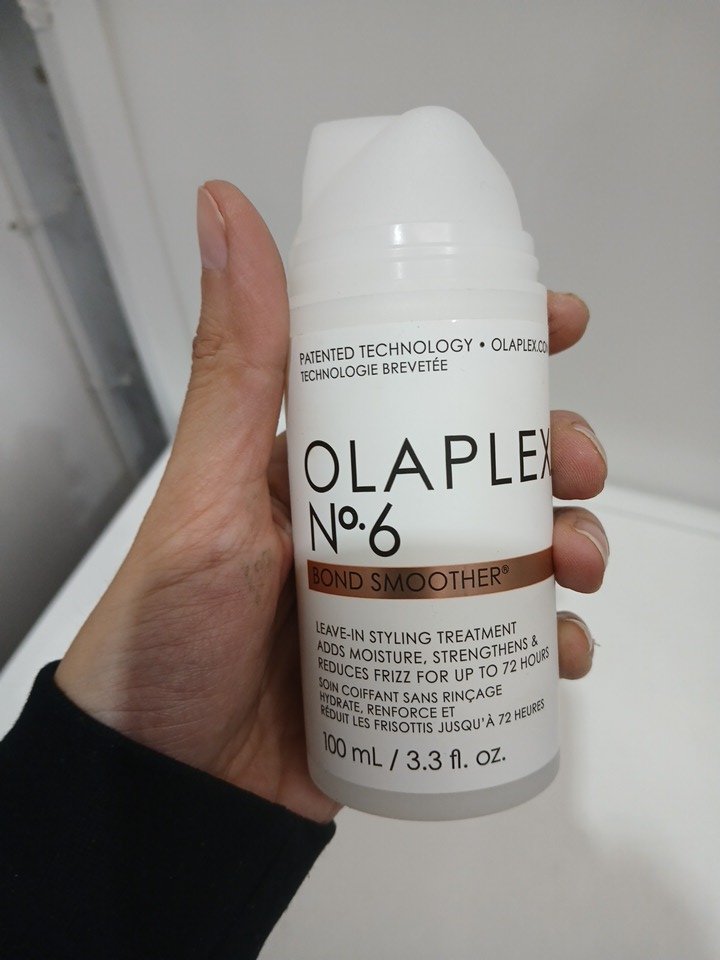 PATENTED TECHNOLOGY • OLAPLEX.COM
TECHNOLOGIE BREVETÉE
OLAPLEX
Nº.6
BOND SMOOTHER®
LEAVE-IN STYLING TREATMENT
ADDS MOISTURE, STRENGTHENS &
REDUCES FRIZZ FOR UP TO 72 HOURS
SOIN COIFFANT SANS RINÇAGE
HYDRATE, RENFORCE ET
RÉDUIT LES FRISOTTIS JUSQU'À 72 HEURES
100 mL / 3.3 fl. oz.